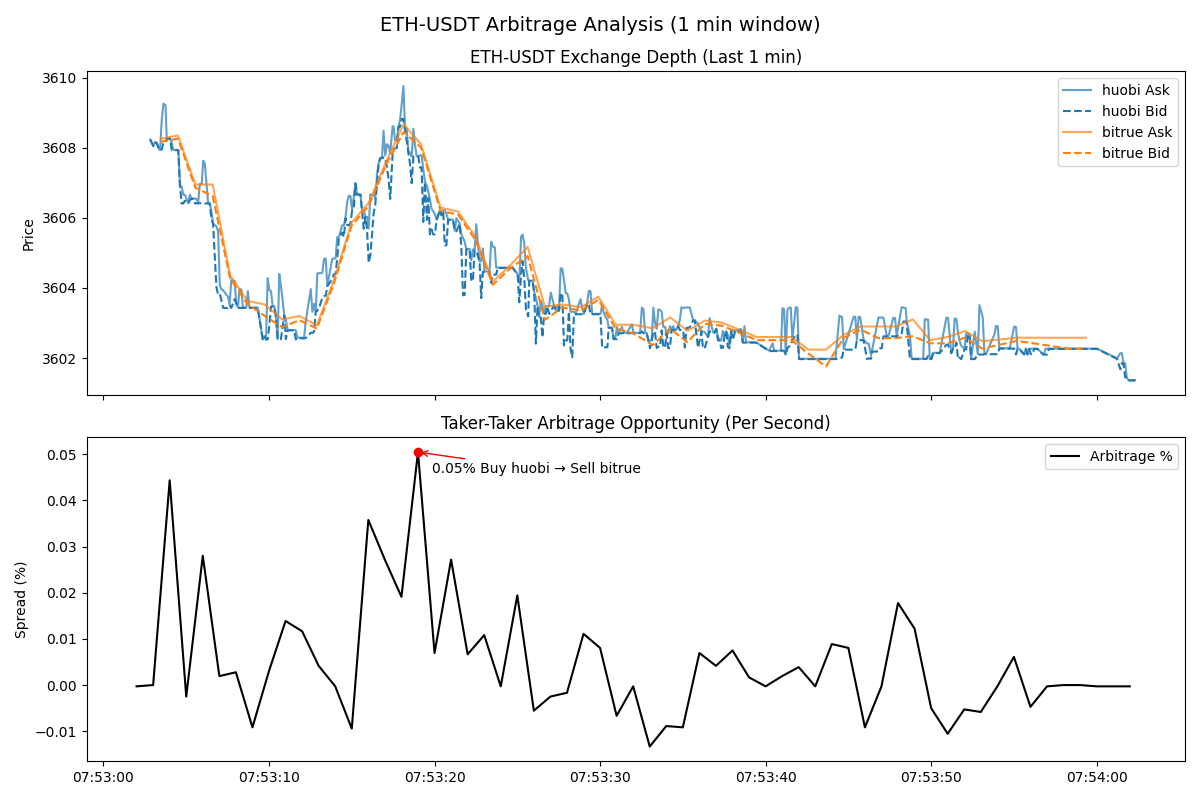 ETH-USDT Arbitrage Analysis (1 min window)
ETH-USDT Exchange Depth (Last 1 min)
3610
3608
3606
3604
3602
Price
huobi Ask
huobi Bid
bitrue Ask
bitrue Bid
Taker-Taker Arbitrage Opportunity (Per Second)
0.05
0.04
0.03
0.02
0.01
0.00
−0.01
Spread (%)
Arbitrage %
0.05% Buy huobi → Sell bitrue
07:53:00
07:53:10
07:53:20
07:53:30
07:53:40
07:53:50
07:54:00